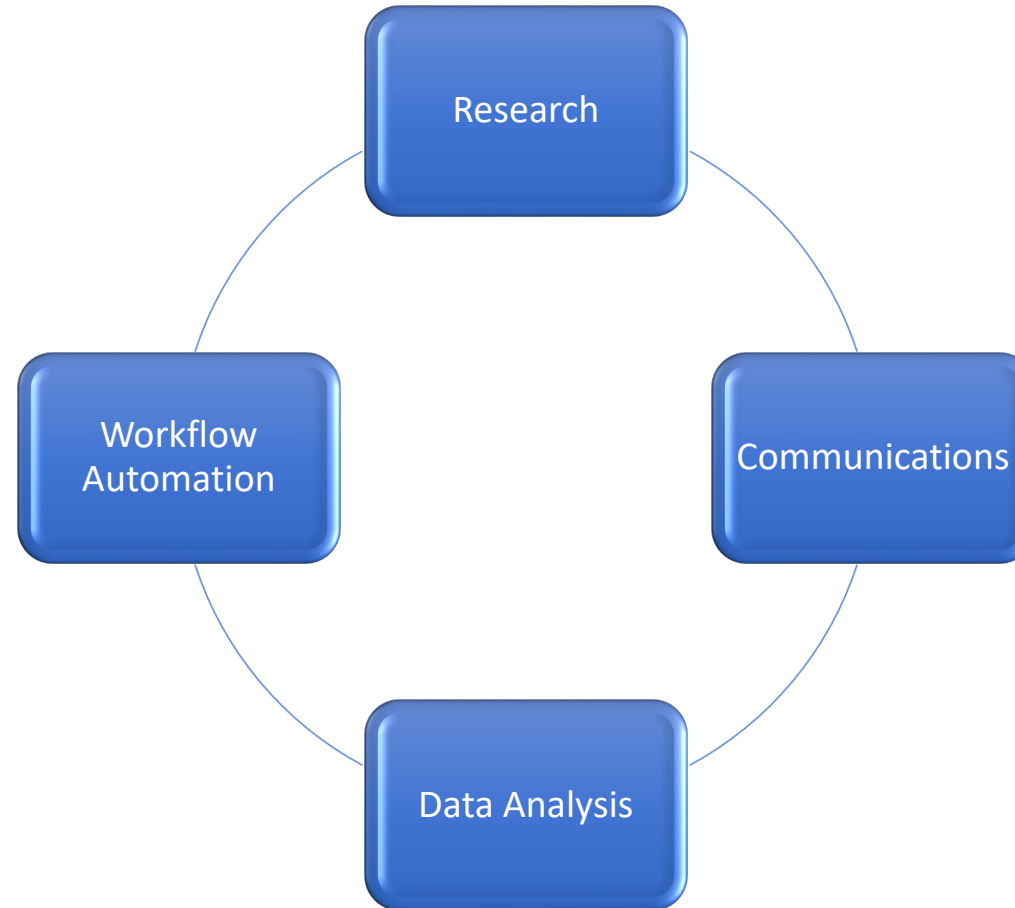 Research
Workflow
Automation
Communications
Data Analysis